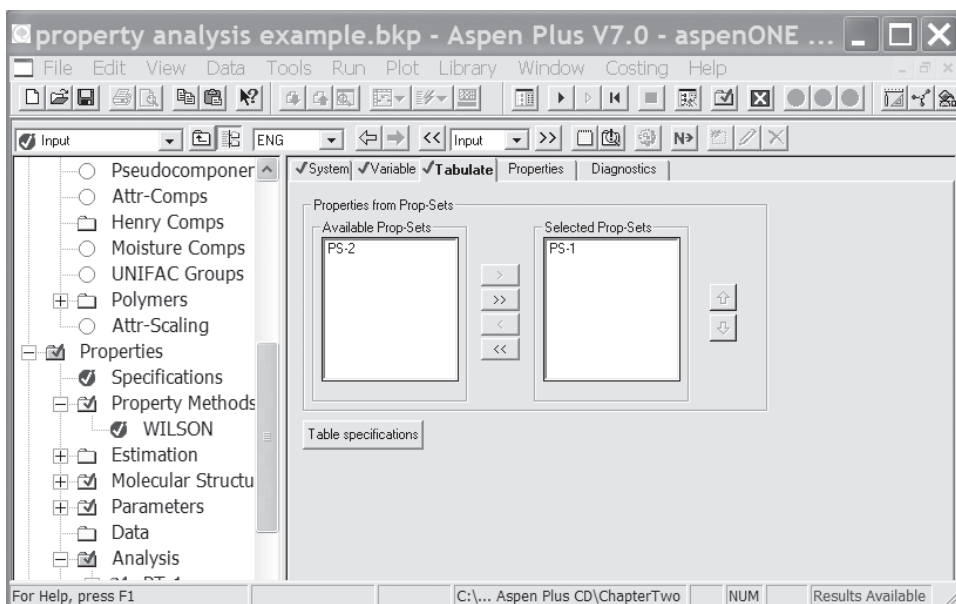 property analysis example.bkp - Aspen Plus V7.0 - aspenONE ...
File Edit View Data Tools Run Plot Library Window Costing Help
Input ENG << Input >> N>
Pseudocomponer
Attr-Comps
Henry Comps
Moisture Comps
UNIFAC Groups
Polymers
Attr-Scaling
Properties
Specifications
Property Methods
WILSON
Estimation
Molecular Structu
Parameters
Data
Analysis
System Variable Tabulate Properties Diagnostics
Properties from Prop-Sets
Available Prop-Sets
PS-2
>
>>
<
<<
Selected Prop-Sets
PS-1
Table specifications
For Help, press F1 C:\... Aspen Plus CD\ChapterTwo NUM Results Available